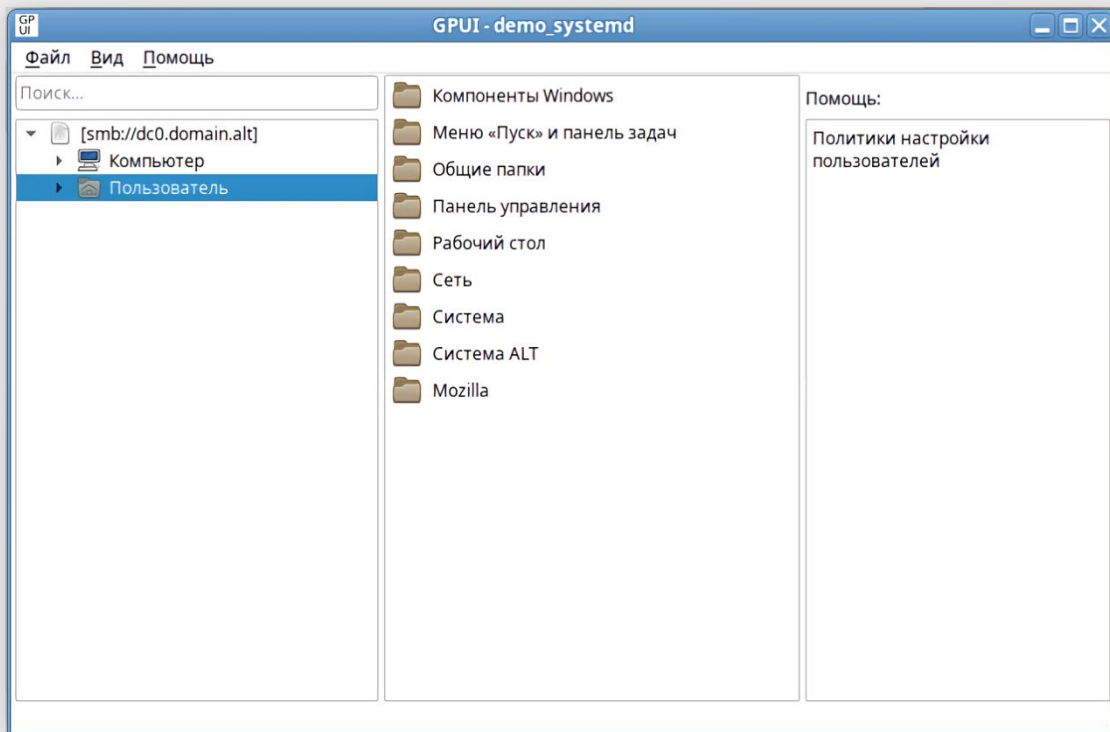 GP
UI
GPUI - demo_systemd
Файл Вид Помощь
Поиск...
[smb://dc0.domain.alt]
Компьютер
Пользователь
Компоненты Windows
Меню «Пуск» и панель задач
Общие папки
Панель управления
Рабочий стол
Сеть
Система
Система ALT
Mozilla
Помощь:
Политики настройки
пользователей